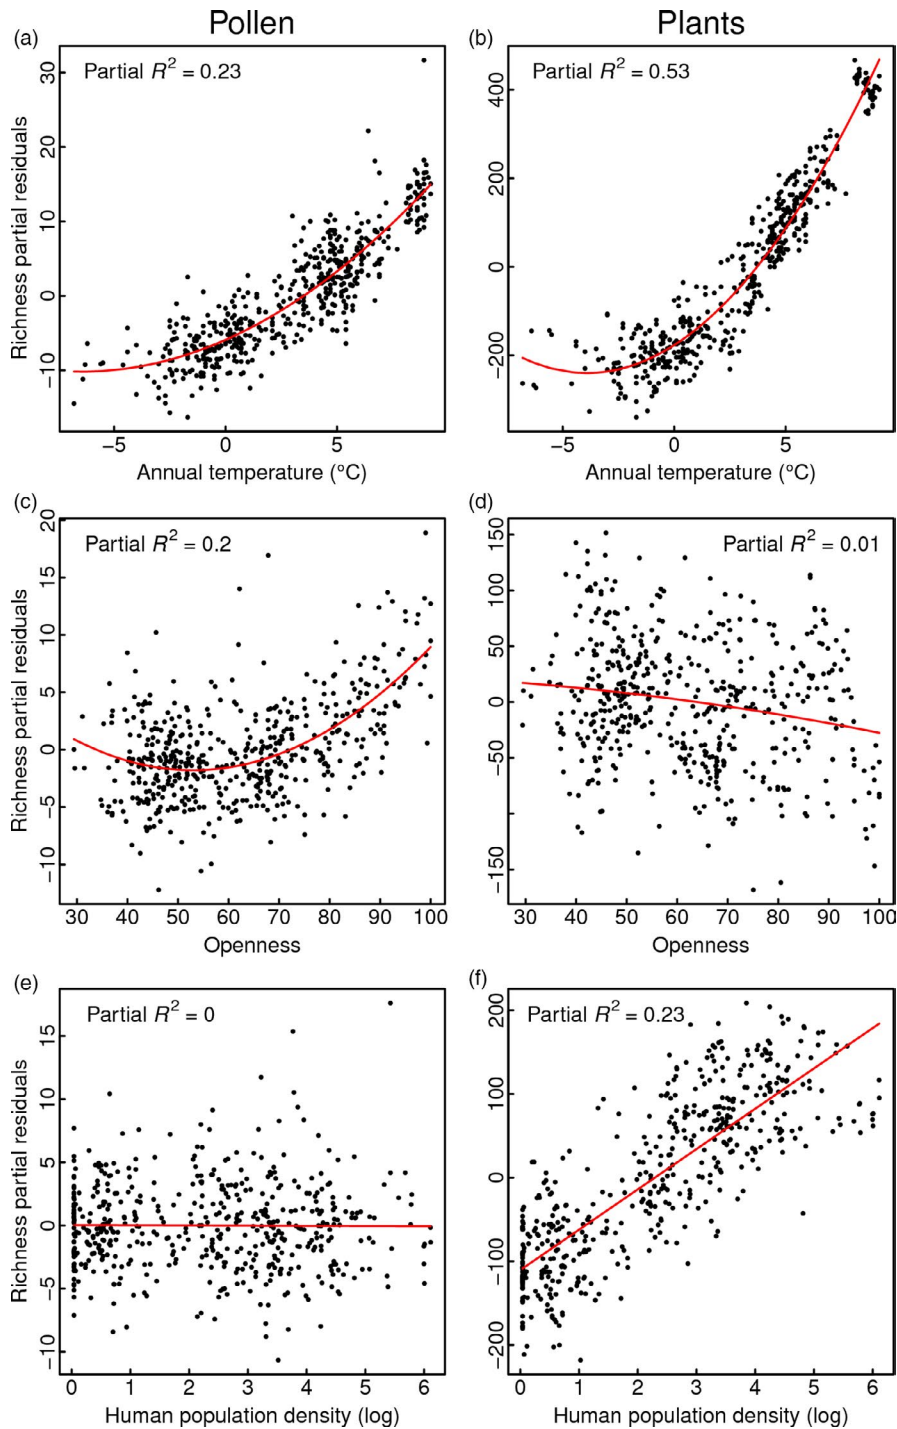 Pollen
Plants
(a)
Partial R² = 0.23
Richness partial residuals
30
20
10
0
−10
−5 0 5
Annual temperature (°C)
(b)
Partial R² = 0.53
400
200
0
−200
−5 0 5
Annual temperature (°C)
(c)
Partial R² = 0.2
Richness partial residuals
20
15
10
5
0
−5
−10
30 40 50 60 70 80 90 100
Openness
(d)
Partial R² = 0.01
150
100
50
0
−50
−150
30 40 50 60 70 80 90 100
Openness
(e)
Partial R² = 0
Richness partial residuals
15
10
5
0
−5
−10
0 1 2 3 4 5 6
Human population density (log)
(f)
Partial R² = 0.23
200
100
0
−100
−200
0 1 2 3 4 5 6
Human population density (log)